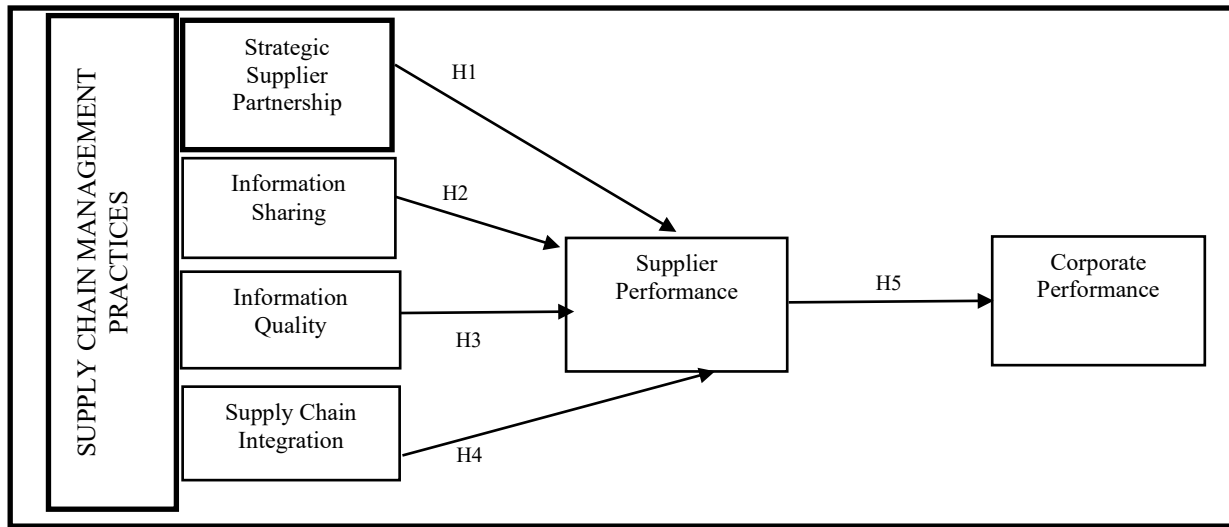 SUPPLY CHAIN MANAGEMENT
PRACTICES
Strategic
Supplier
Partnership
H1
Information
Sharing
H2
Information
Quality
H3
Supply Chain
Integration
H4
Supplier
Performance
H5
Corporate
Performance